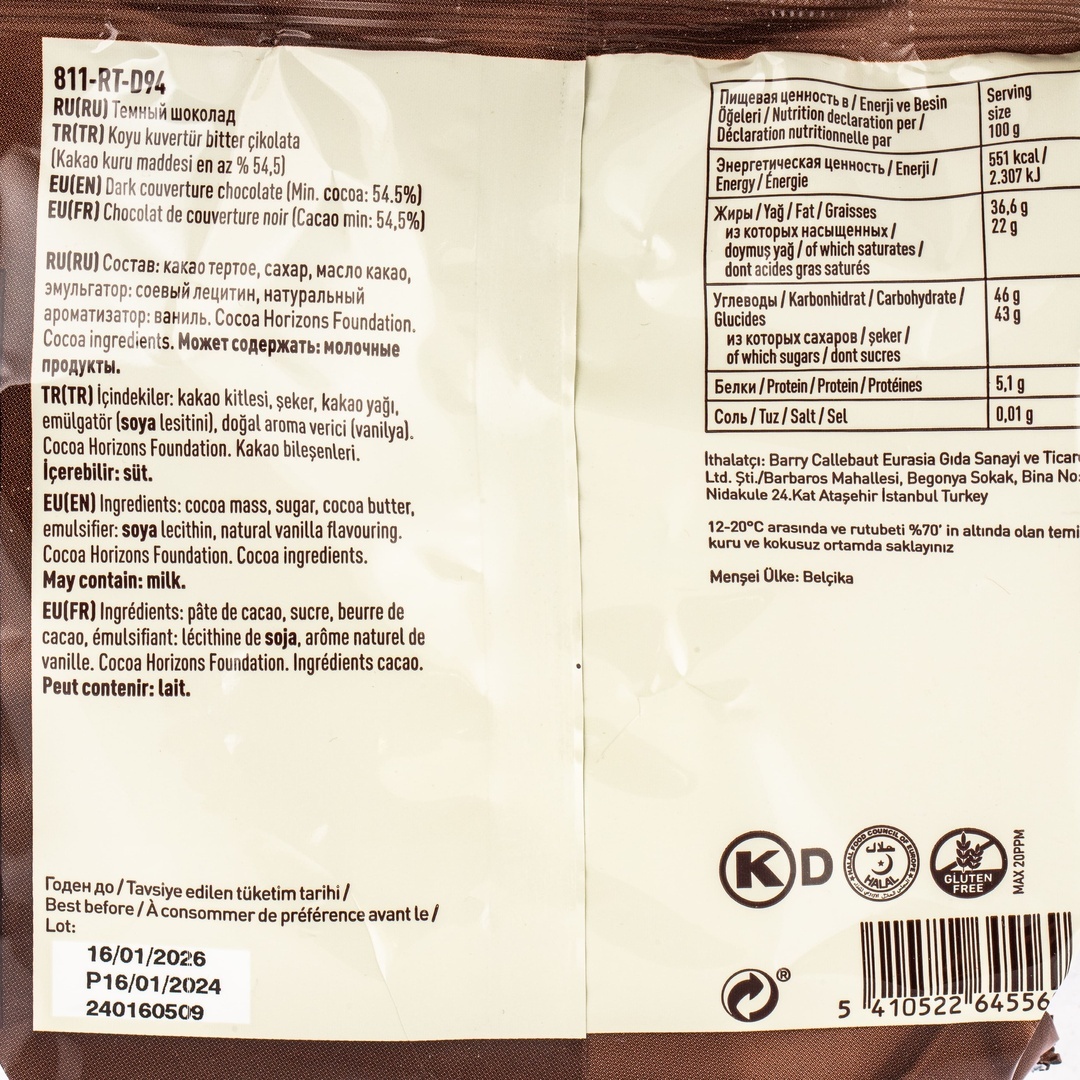 811-RT-D94
RU(RU) Темный шоколад
TR(TR) Koyu kuvertür bitter çikolata
(Kakao kuru maddesi en az % 54,5)
EU(EN) Dark couverture chocolate (Min. cocoa: 54.5%)
EU(FR) Chocolat de couverture noir (Cacao min: 54,5%)
RU(RU) Состав: какао тертое, сахар, масло какао,
эмульгатор: соевый лецитин, натуральный
ароматизатор: ваниль. Cocoa Horizons Foundation.
Cocoa ingredients. Может содержать: молочные
продукты.
TR(TR) İçindekiler: kakao kitlesi, şeker, kakao yağı,
emülgatör (soya lesitini), doğal aroma verici (vanilya).
Cocoa Horizons Foundation. Kakao bileşenleri.
İçerebilir: süt.
EU(EN) Ingredients: cocoa mass, sugar, cocoa butter,
emulsifier: soya lecithin, natural vanilla flavouring.
Cocoa Horizons Foundation. Cocoa ingredients.
May contain: milk.
EU(FR) Ingrédients: pâte de cacao, sucre, beurre de
cacao, émulsifiant: lécithine de soja, arôme naturel de
vanille. Cocoa Horizons Foundation. Ingrédients cacao.
Peut contenir: lait.
Годен до / Tavsiye edilen tüketim tarihi /
Best before / À consommer de préférence avant le /
Lot:
16/01/2026
P16/01/2024
240160509
Пищевая ценность в / Enerji ve Besin
Öğeleri / Nutrition declaration per /
Déclaration nutritionnelle par
Serving
size
100 g
Энергетическая ценность / Enerji /
Energy / Énergie
551 kcal /
2.307 kJ
Жиры / Yağ / Fat / Graisses
из которых насыщенных /
doymuş yağ / of which saturates /
dont acides gras saturés
36,6 g
22 g
Углеводы / Karbonhidrat / Carbohydrate /
Glucides
из которых сахаров / şeker /
of which sugars / dont sucres
46 g
43 g
Белки / Protein / Protein / Protéines
5,1 g
Соль / Tuz / Salt / Sel
0,01 g
İthalatçı: Barry Callebaut Eurasia Gıda Sanayi ve Ticar
Ltd. Şti./Barbaros Mahallesi, Begonya Sokak, Bina No:
Nidakule 24.Kat Ataşehir İstanbul Turkey
12-20°C arasında ve rutubeti %70' in altında olan temi
kuru ve kokusuz ortamda saklayınız
Menşei Ülke: Belçika
K D
HALAL FOOD COUNCIL OF EUROPE
حلال
HALAL
GLUTEN
FREE
MAX 20PPM
®
5 410522 64556